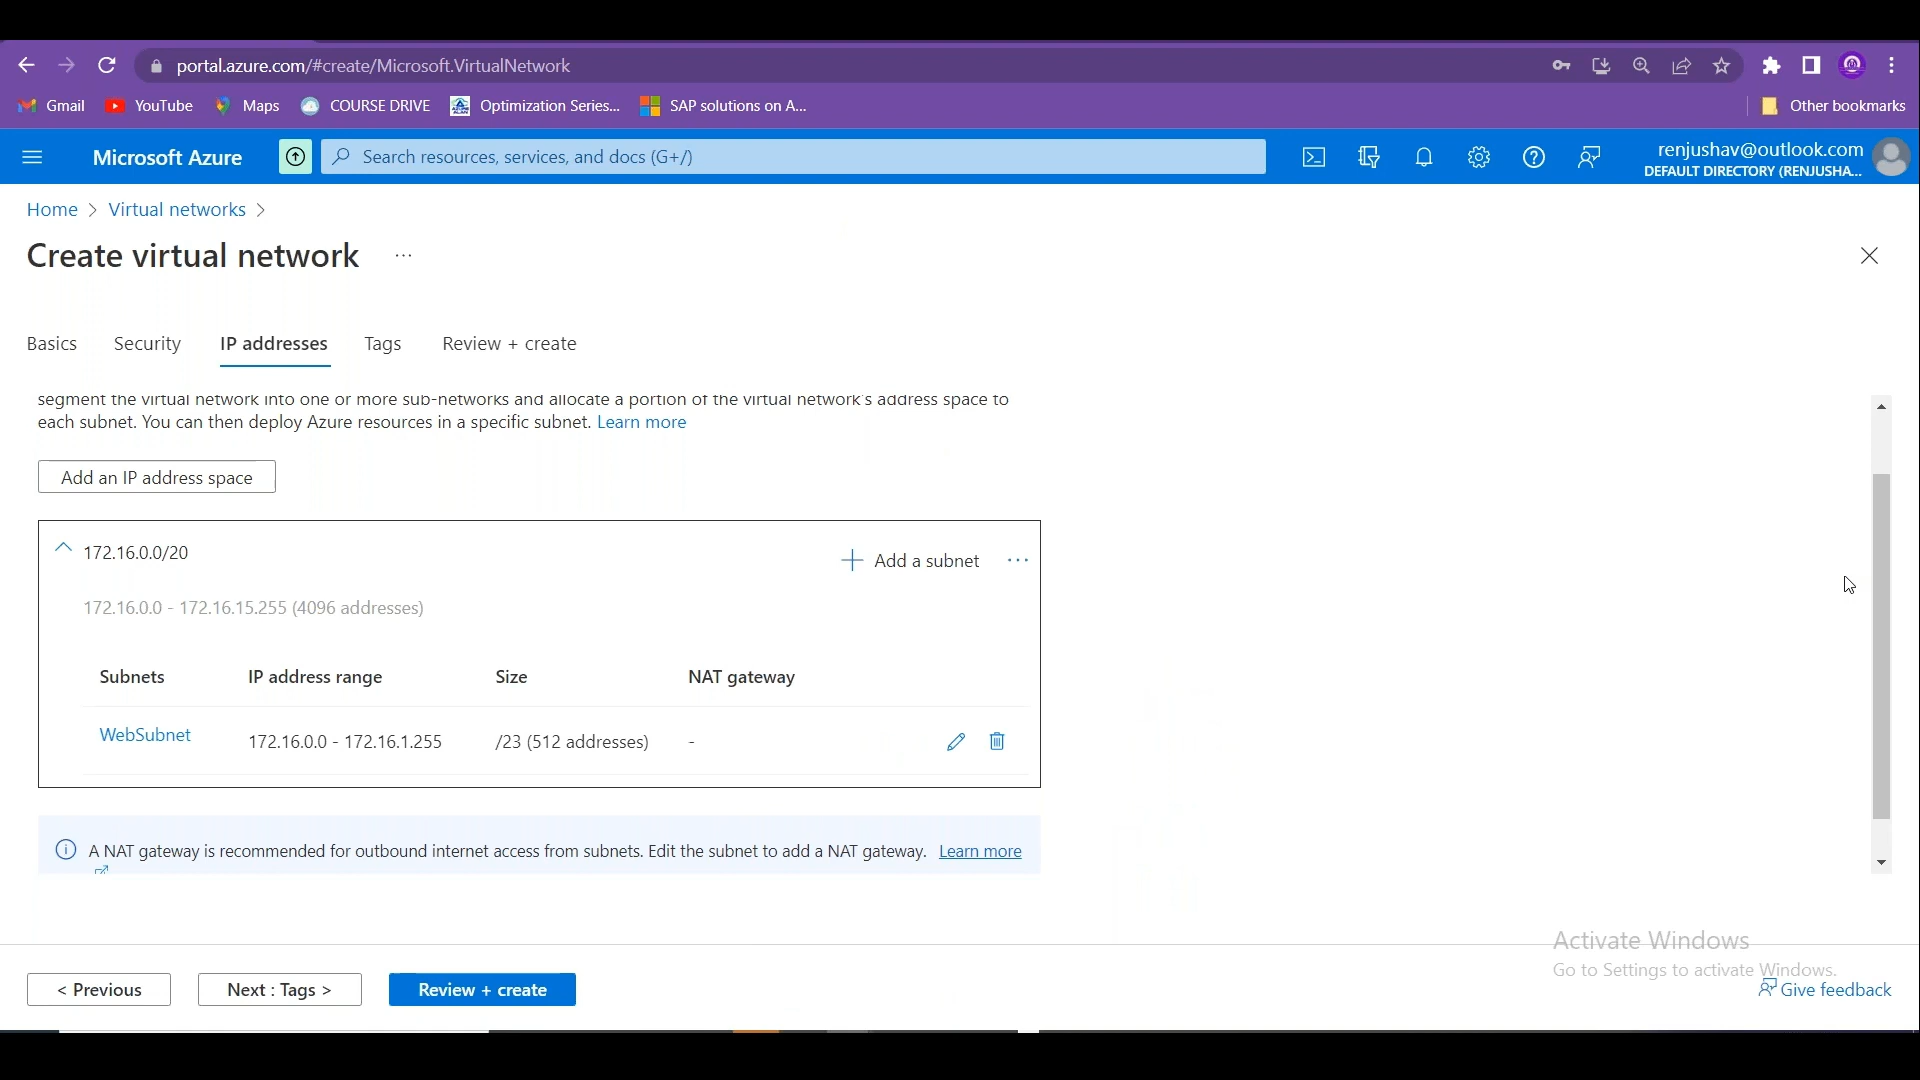 portal.azure.com/#create/Microsoft.VirtualNetwork
Gmail YouTube Maps COURSE DRIVE Optimization Series... SAP solutions on A... Other bookmarks
Microsoft Azure Search resources, services, and docs (G+/) renjushav@outlook.com
DEFAULT DIRECTORY (RENJUSHA...
Home > Virtual networks >
Create virtual network ...
Basics Security IP addresses Tags Review + create
segment the virtual network into one or more sub-networks and allocate a portion of the virtual network's address space to
each subnet. You can then deploy Azure resources in a specific subnet. Learn more
Add an IP address space
172.16.0.0/20 + Add a subnet ...
172.16.0.0 - 172.16.15.255 (4096 addresses)
Subnets IP address range Size NAT gateway
WebSubnet 172.16.0.0 - 172.16.1.255 /23 (512 addresses) -
A NAT gateway is recommended for outbound internet access from subnets. Edit the subnet to add a NAT gateway. Learn more
Activate Windows
Go to Settings to activate Windows.
< Previous Next : Tags > Review + create Give feedback